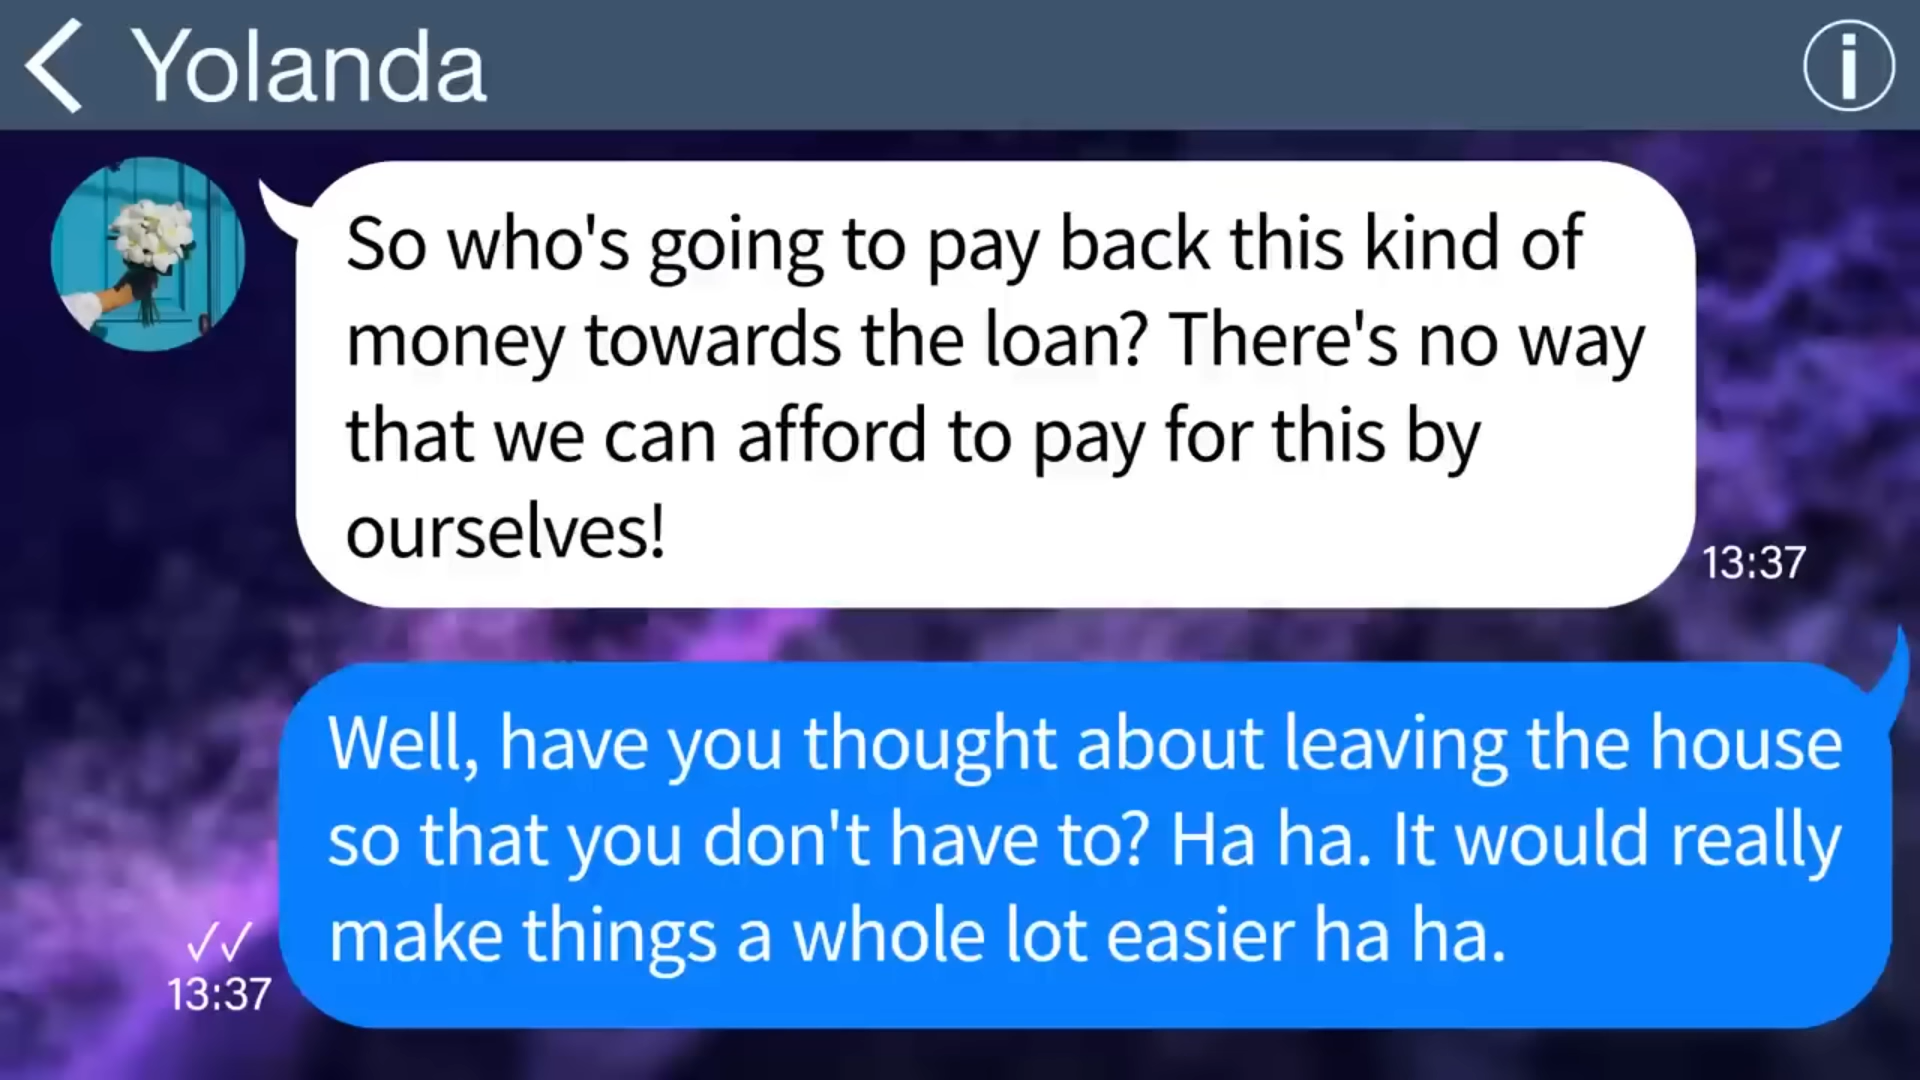 Yolanda
So who's going to pay back this kind of
money towards the loan? There's no way
that we can afford to pay for this by
ourselves!
13:37
Well, have you thought about leaving the house
so that you don't have to? Ha ha. It would really
make things a whole lot easier ha ha.
13:37